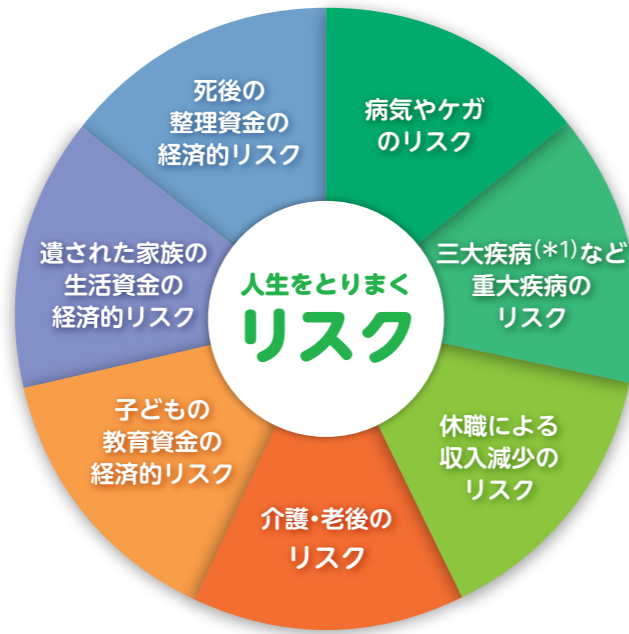 人生をとりまく
リスク
病気やケガ
のリスク
三大疾病(*1)など
重大疾病の
リスク
休職による
収入減少の
リスク
介護・老後の
リスク
子どもの
教育資金の
経済的リスク
遺された家族の
生活資金の
経済的リスク
死後の
整理資金の
経済的リスク